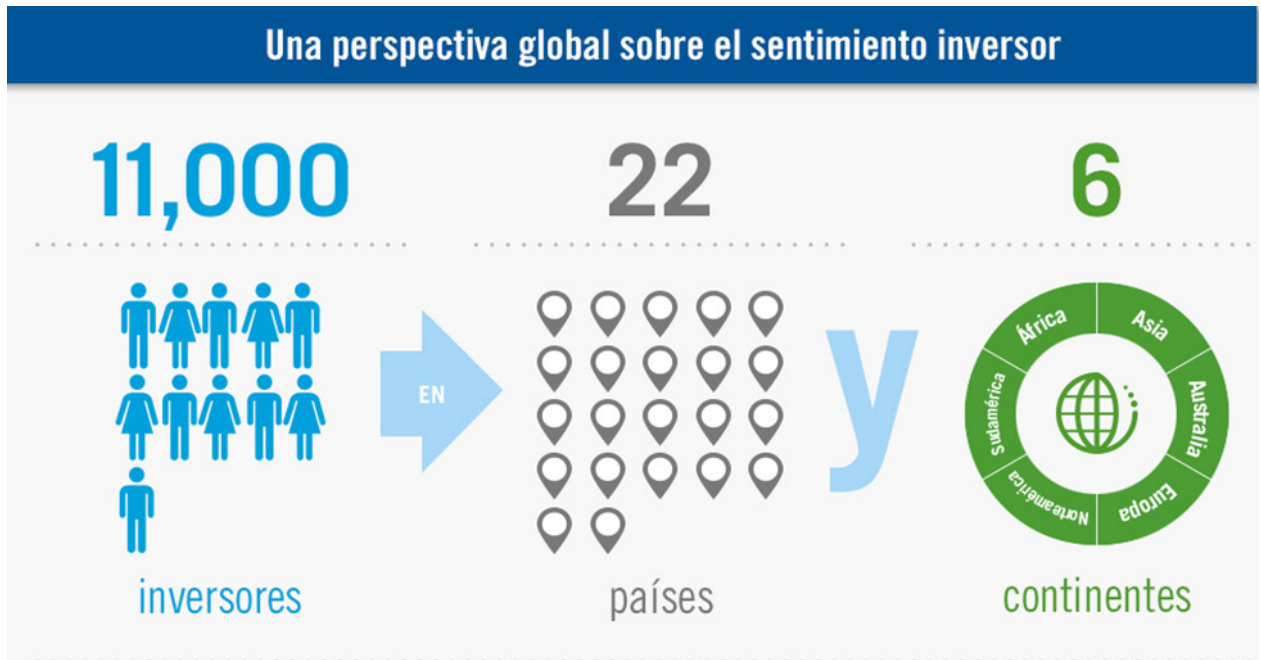 Una perspectiva global sobre el sentimiento inversor
11,000
22
6
EN
y
África
Asia
Australia
Europa
Norteamérica
Sudamérica
inversores
países
continentes